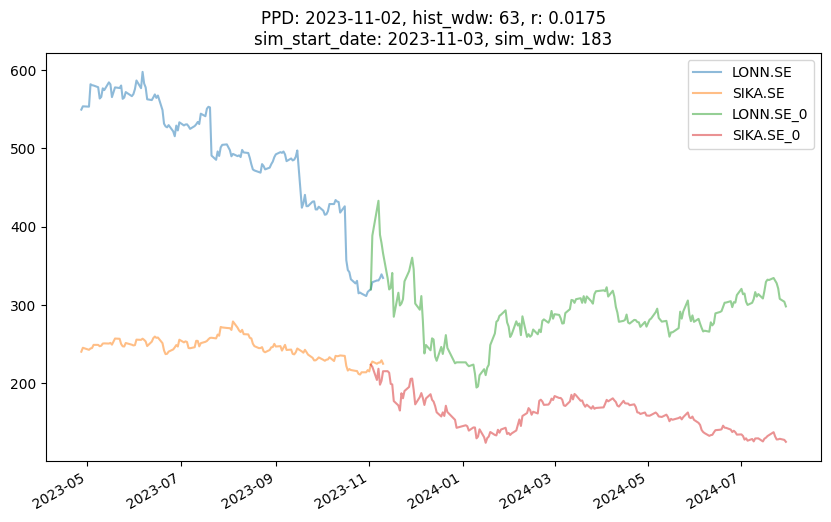 PPD: 2023-11-02, hist_wdw: 63, r: 0.0175
sim_start_date: 2023-11-03, sim_wdw: 183
LONN.SE
SIKA.SE
LONN.SE_0
SIKA.SE_0
600
500
400
300
200
2023-05
2023-07
2023-09
2023-11
2024-01
2024-03
2024-05
2024-07